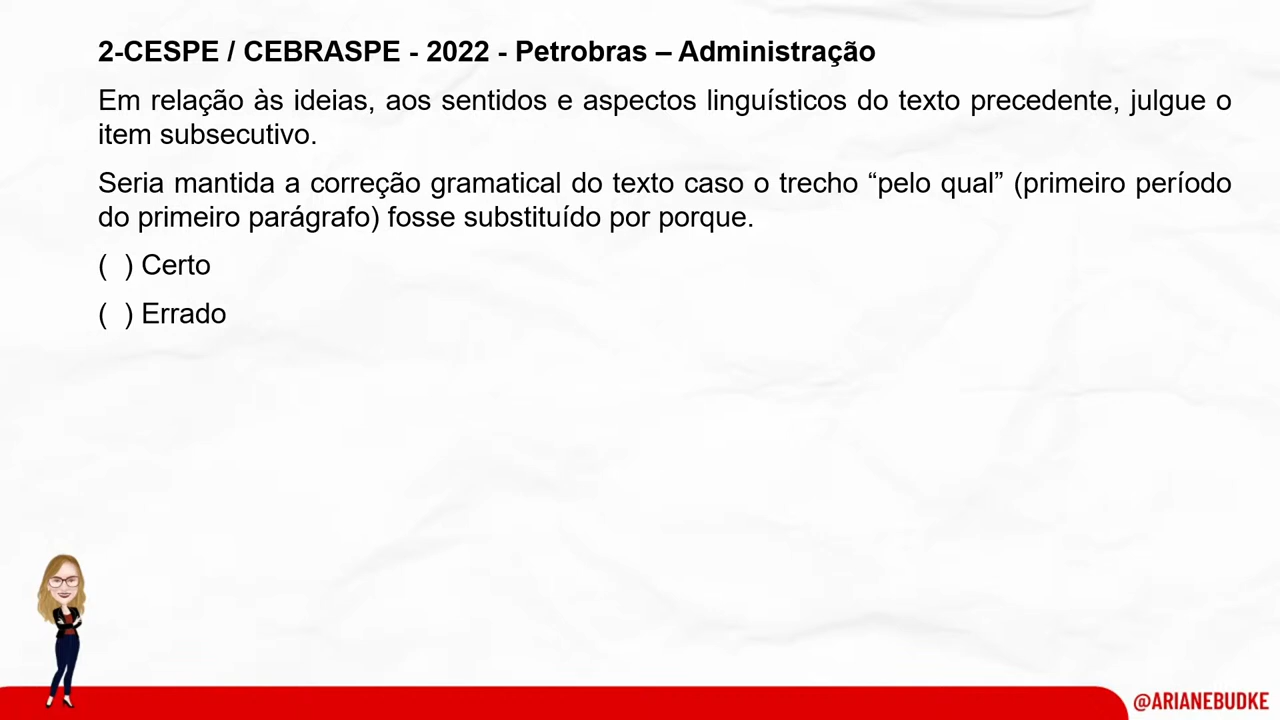 2-CESPE / CEBRASPE - 2022 - Petrobras – Administração
Em relação às ideias, aos sentidos e aspectos linguísticos do texto precedente, julgue o
item subsecutivo.
Seria mantida a correção gramatical do texto caso o trecho “pelo qual” (primeiro período
do primeiro parágrafo) fosse substituído por porque.
(  ) Certo
(  ) Errado
@ARIANEBUDKE